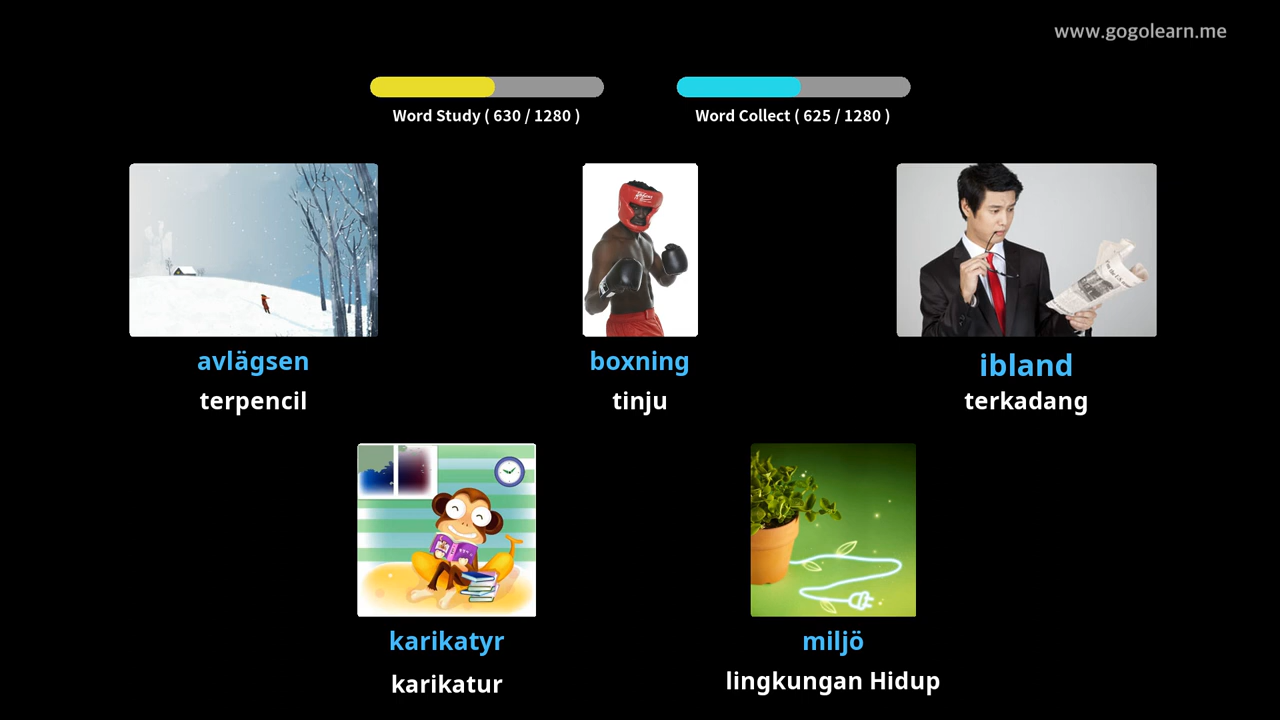 www.gogolearn.me
Word Study ( 630 / 1280 )
Word Collect ( 625 / 1280 )
avlägsen
boxning
ibland
terpencil
tinju
terkadang
karikatyr
miljö
karikatur
lingkungan Hidup